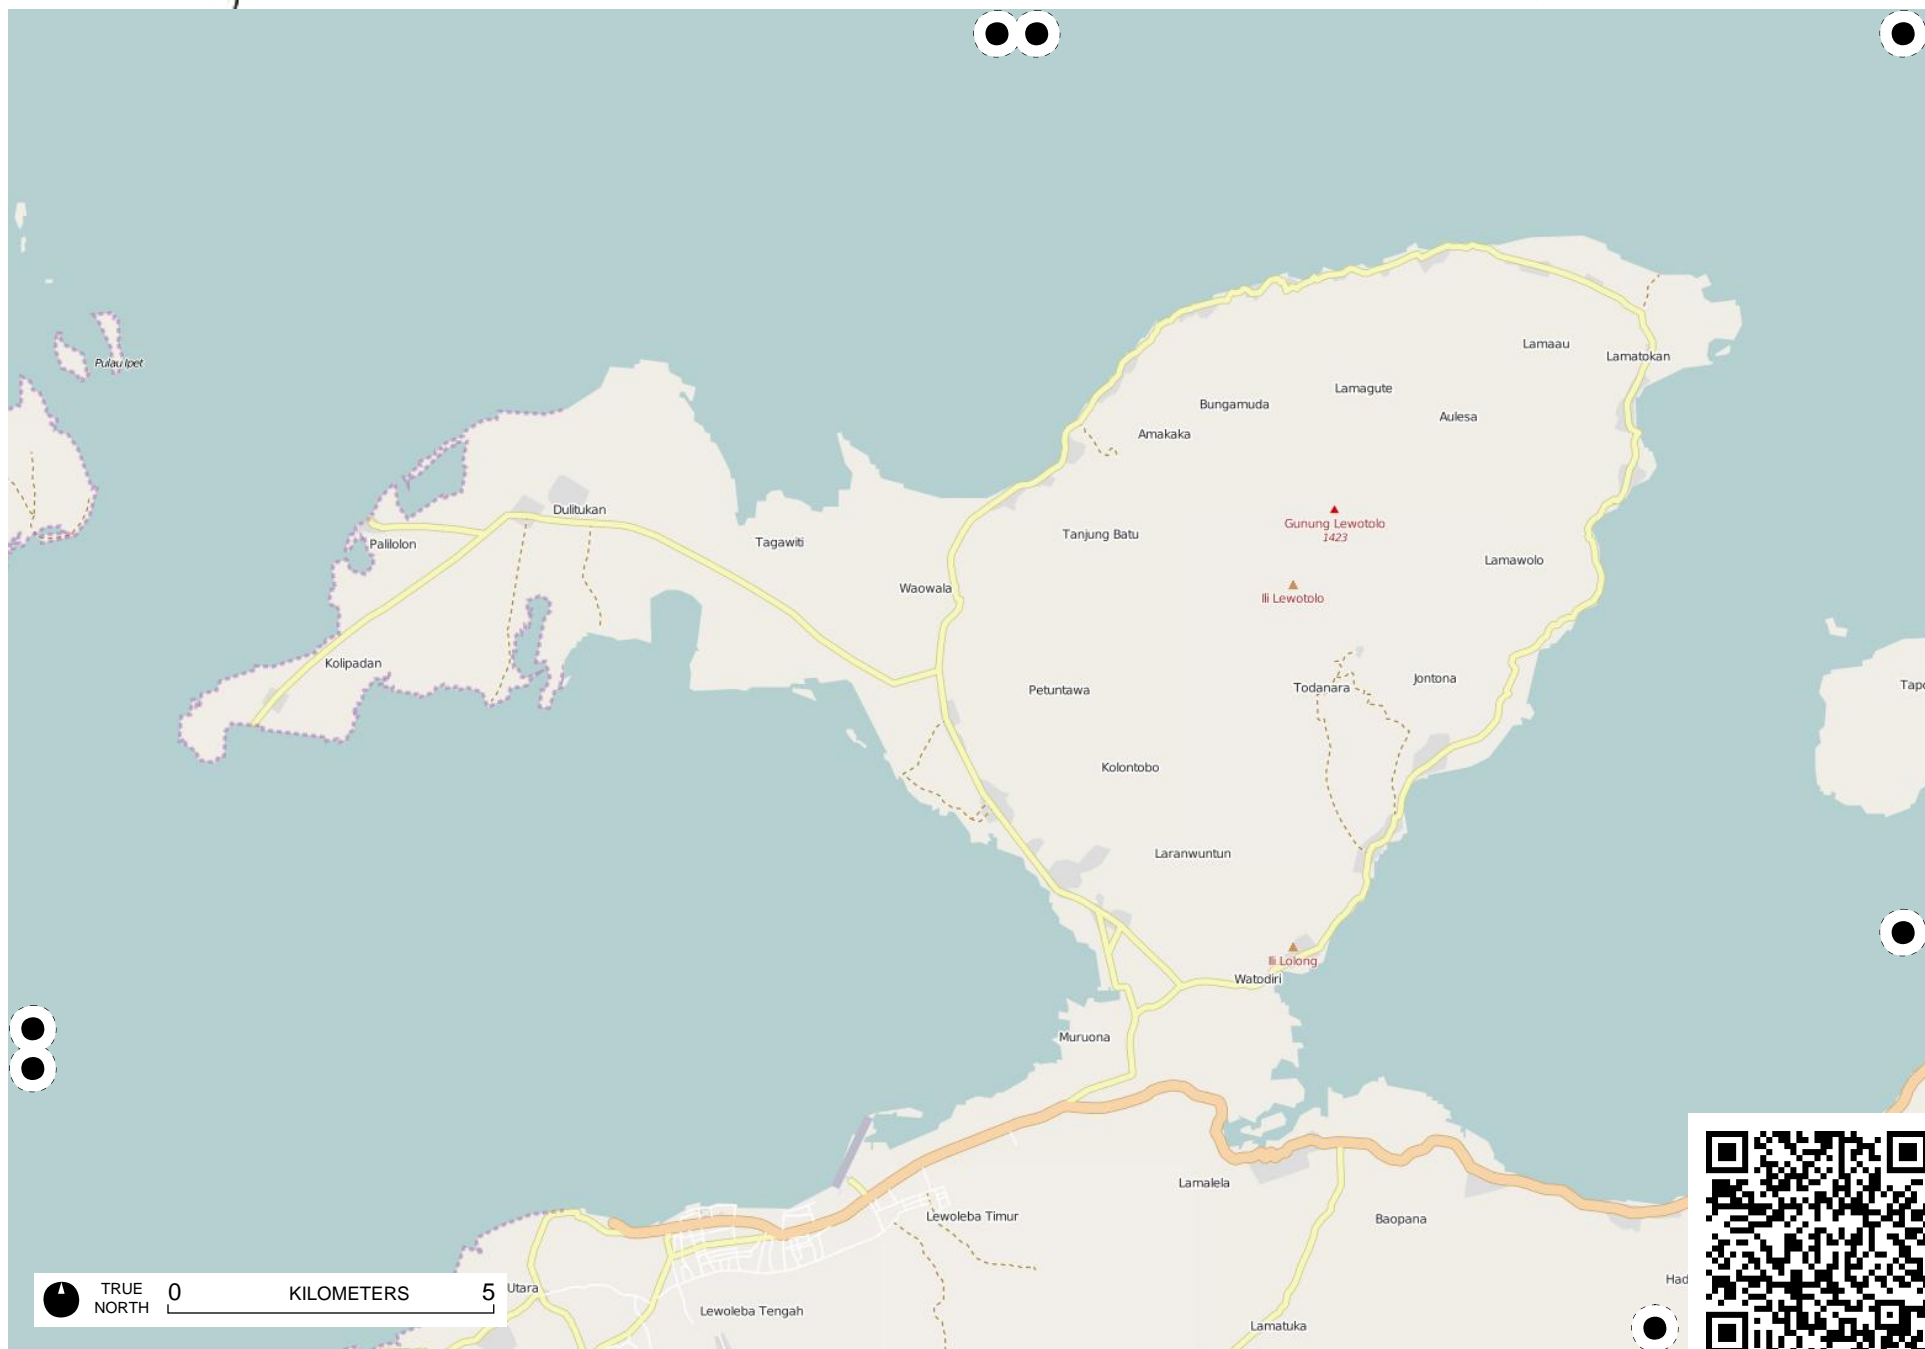 Pulau Ipet
Lamaau
Lamatokan
Lamagute
Bungamuda
Aulesa
Amakaka
Dulitukan
Gunung Lewotolo
1423
Tanjung Batu
Tagawiti
Palilolon
Lamawolo
Waowala
Ili Lewotolo
Kolipadan
Jontona
Todanara
Petuntawa
Kolontobo
Laranwuntun
Ili Lolong
Watodiri
Muruona
Lamalela
Lewoleba Timur
Baopana
Utara
TRUE
NORTH
0 KILOMETERS 5
Lewoleba Tengah
Lamatuka